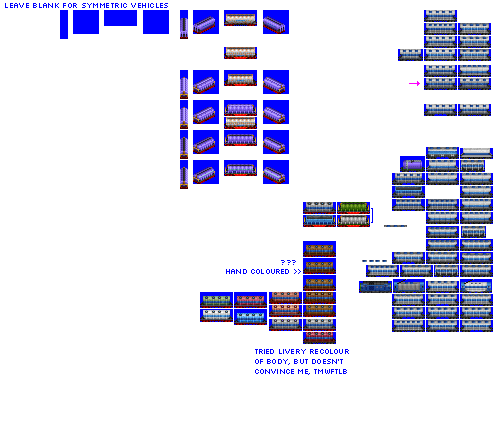 LEAVE BLANK FOR SYMMETRIC VEHICLES
???
HAND COLOURED >>
TRIED LIVERY RECOLOUR
OF BODY, BUT DOESN'T
CONVINCE ME, TMWFTLB